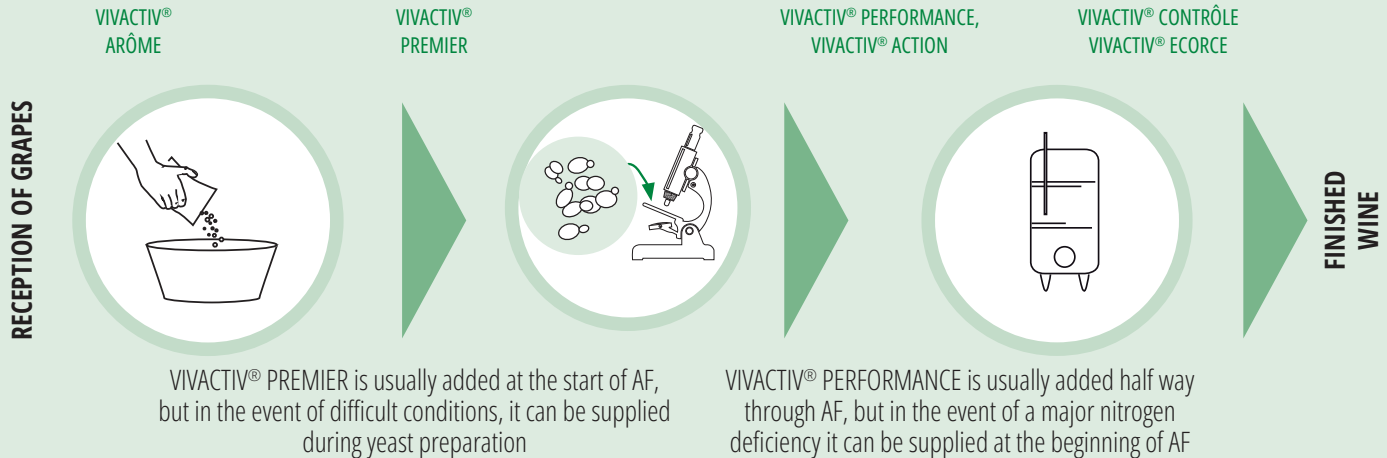 VIVACTIV®
ARÔME
VIVACTIV®
PREMIER
VIVACTIV® PERFORMANCE,
VIVACTIV® ACTION
VIVACTIV® CONTRÔLE
VIVACTIV® ECORCE
RECEPTION OF GRAPES
FINISHED
WINE
VIVACTIV® PREMIER is usually added at the start of AF,
but in the event of difficult conditions, it can be supplied
during yeast preparation
VIVACTIV® PERFORMANCE is usually added half way
through AF, but in the event of a major nitrogen
deficiency it can be supplied at the beginning of AF